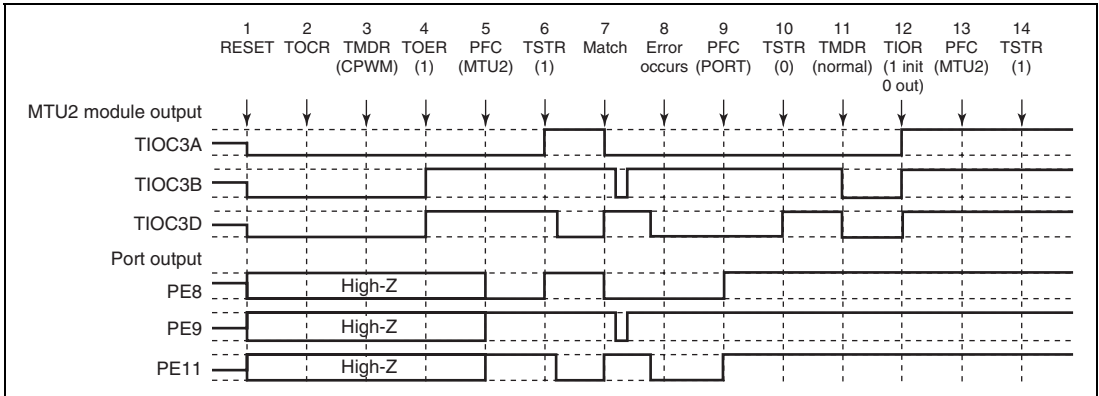 1 2 3 4 5 6 7 8 9 10 11 12 13 14
RESET TOCR TMDR TOER PFC TSTR Match Error PFC TSTR TMDR TIOR PFC TSTR
(CPWM) (1) (MTU2) (1) occurs (PORT) (0) (normal) (1 init (MTU2) (1)
0 out)
MTU2 module output
TIOC3A
TIOC3B
TIOC3D
Port output
PE8 High-Z
PE9 High-Z
PE11 High-Z